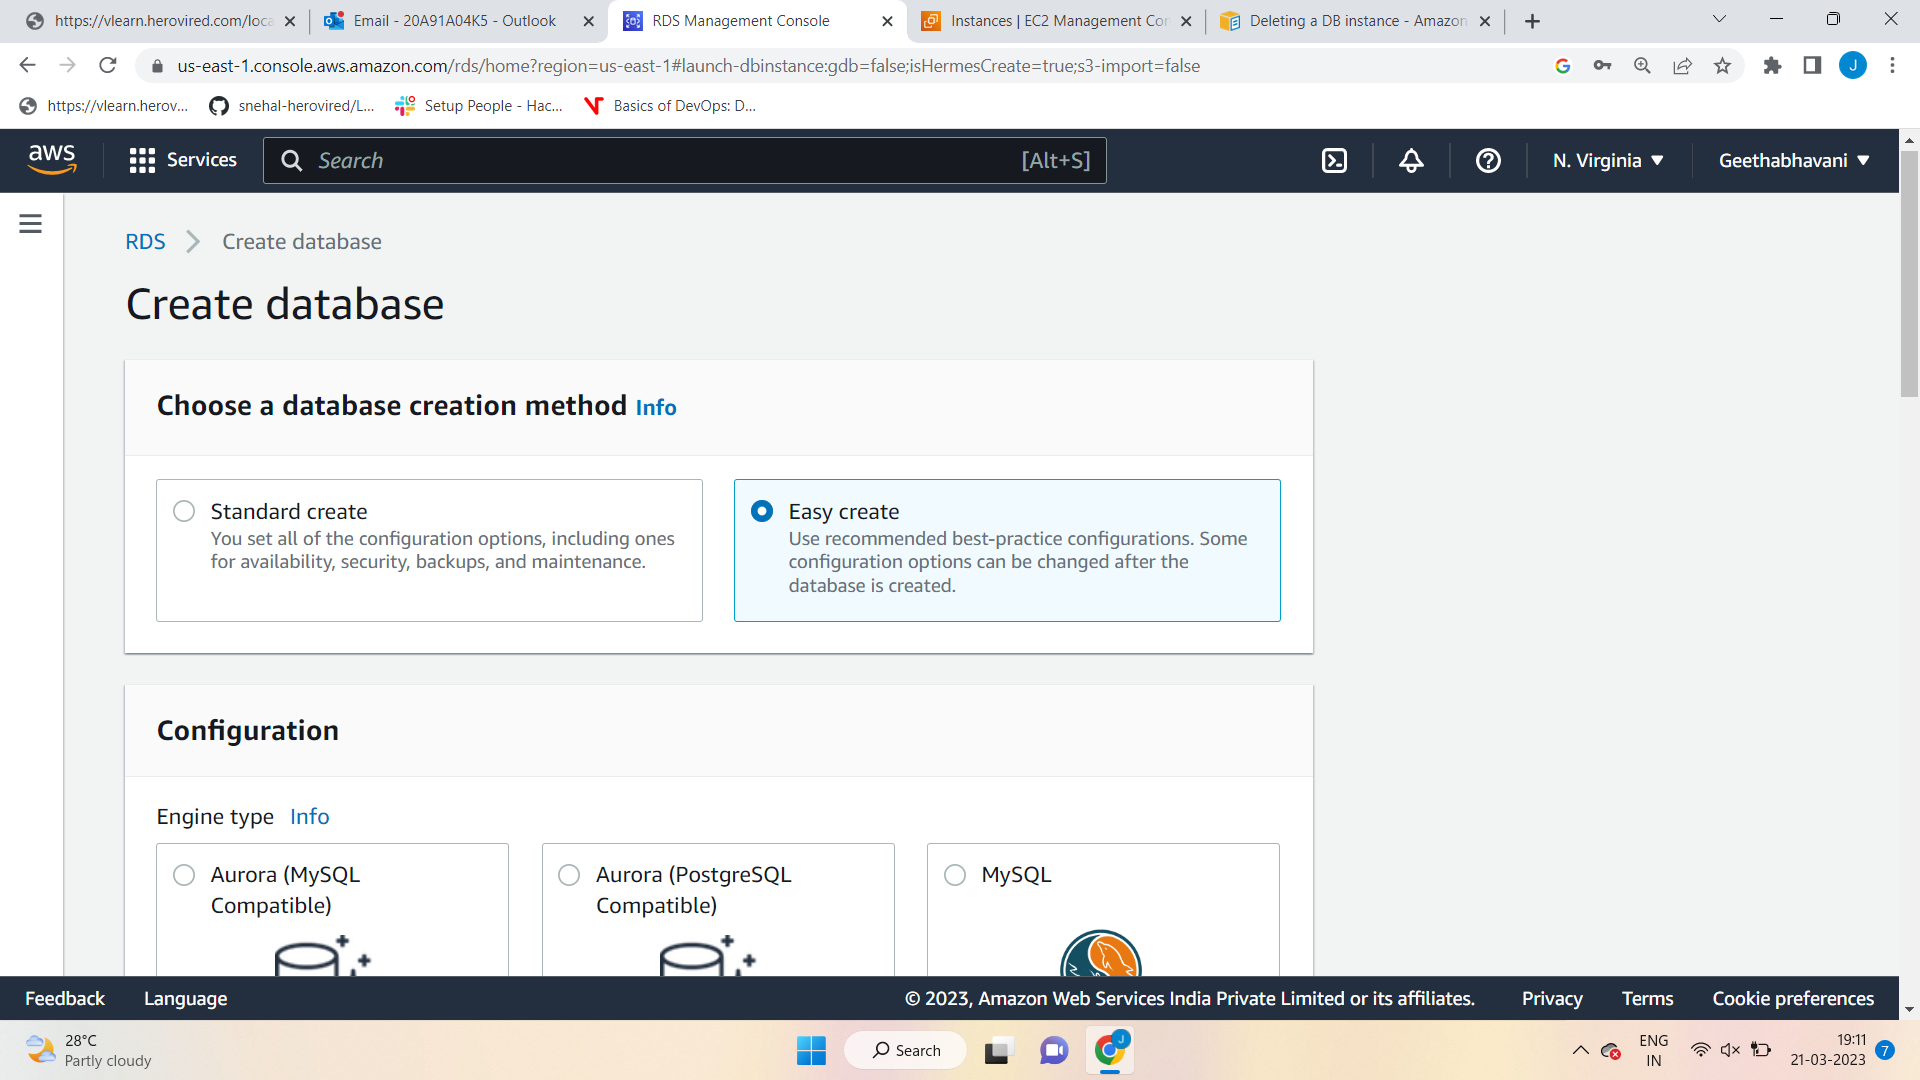 https://vlearn.herovired.com/loca
Email - 20A91A04K5 - Outlook
RDS Management Console
Instances | EC2 Management Con
Deleting a DB instance - Amazon
us-east-1.console.aws.amazon.com/rds/home?region=us-east-1#launch-dbinstance:gdb=false;isHermesCreate=true;s3-import=false
J
https://vlearn.herov...
snehal-herovired/L...
Setup People - Hac...
Basics of DevOps: D...
aws
Services
Search
[Alt+S]
N. Virginia
Geethabhavani
RDS
Create database
Create database
Choose a database creation method Info
Standard create
You set all of the configuration options, including ones
for availability, security, backups, and maintenance.
Easy create
Use recommended best-practice configurations. Some
configuration options can be changed after the
database is created.
Configuration
Engine type Info
Aurora (MySQL
Compatible)
Aurora (PostgreSQL
Compatible)
MySQL
Feedback
Language
© 2023, Amazon Web Services India Private Limited or its affiliates.
Privacy
Terms
Cookie preferences
28°C
Partly cloudy
Search
J
ENG
IN
19:11
21-03-2023
7